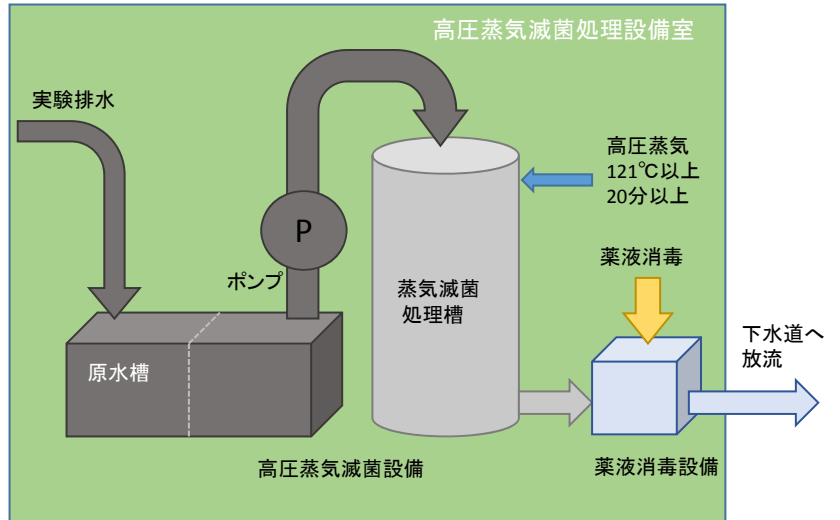 高圧蒸気滅菌処理設備室
実験排水
高圧蒸気
121℃以上
20分以上
P
ポンプ
薬液消毒
蒸気滅菌
処理槽
下水道へ
放流
原水槽
高圧蒸気滅菌設備
薬液消毒設備